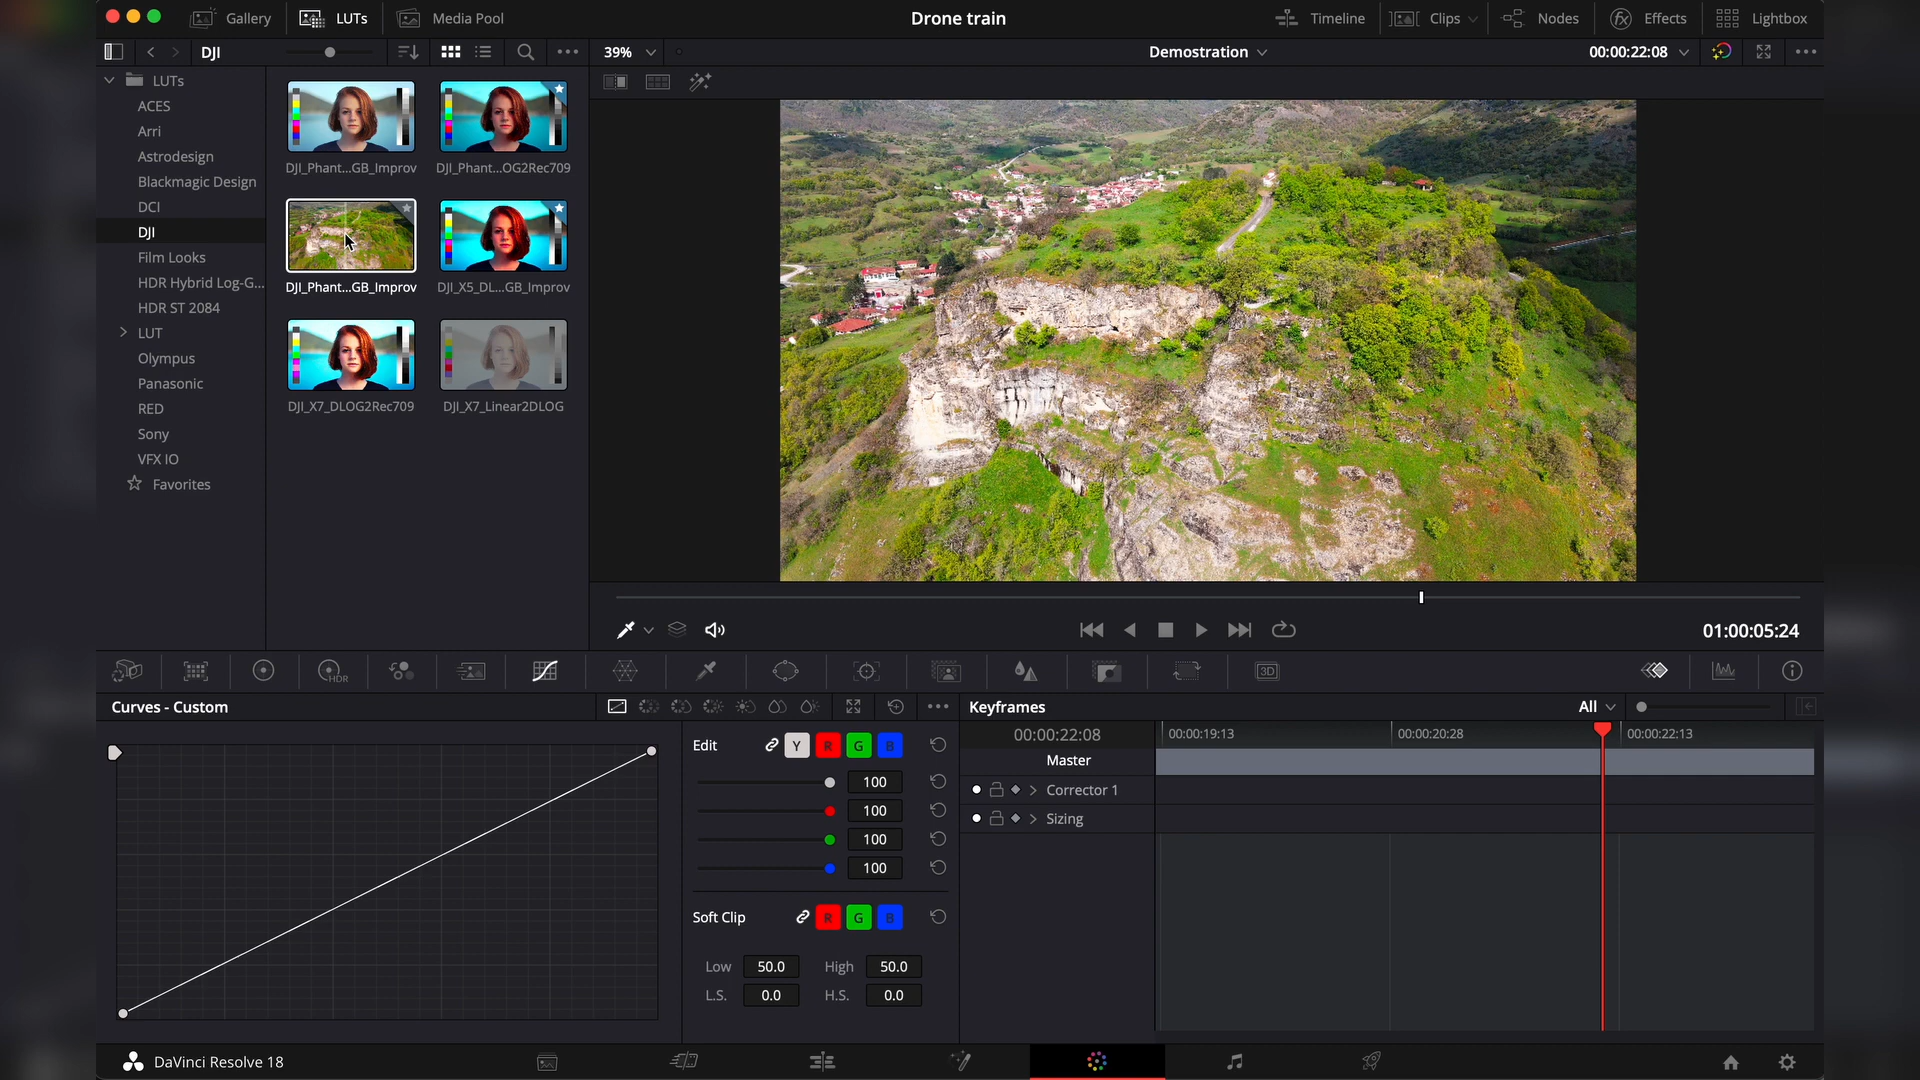 Gallery LUTs Media Pool Drone train Timeline Clips Nodes Effects Lightbox
DJI 39% Demostration 00:00:22:08
LUTs
ACES
Arri
Astrodesign
Blackmagic Design
DCI
DJI
Film Looks
HDR Hybrid Log-G...
HDR ST 2084
LUT
Olympus
Panasonic
RED
Sony
VFX IO
Favorites
DJI_Phant...GB_Improv DJI_Phant...OG2Rec709
DJI_Phant...GB_Improv DJI_X5_DL...GB_Improv
DJI_X7_DLOG2Rec709 DJI_X7_Linear2DLOG
01:00:05:24
HDR
3D
Curves - Custom
Edit Y R G B
100
100
100
100
Soft Clip R G B
Low 50.0 High 50.0
L.S. 0.0 H.S. 0.0
Keyframes All
00:00:22:08 00:00:19:13 00:00:20:28 00:00:22:13
Master
Corrector 1
Sizing
DaVinci Resolve 18